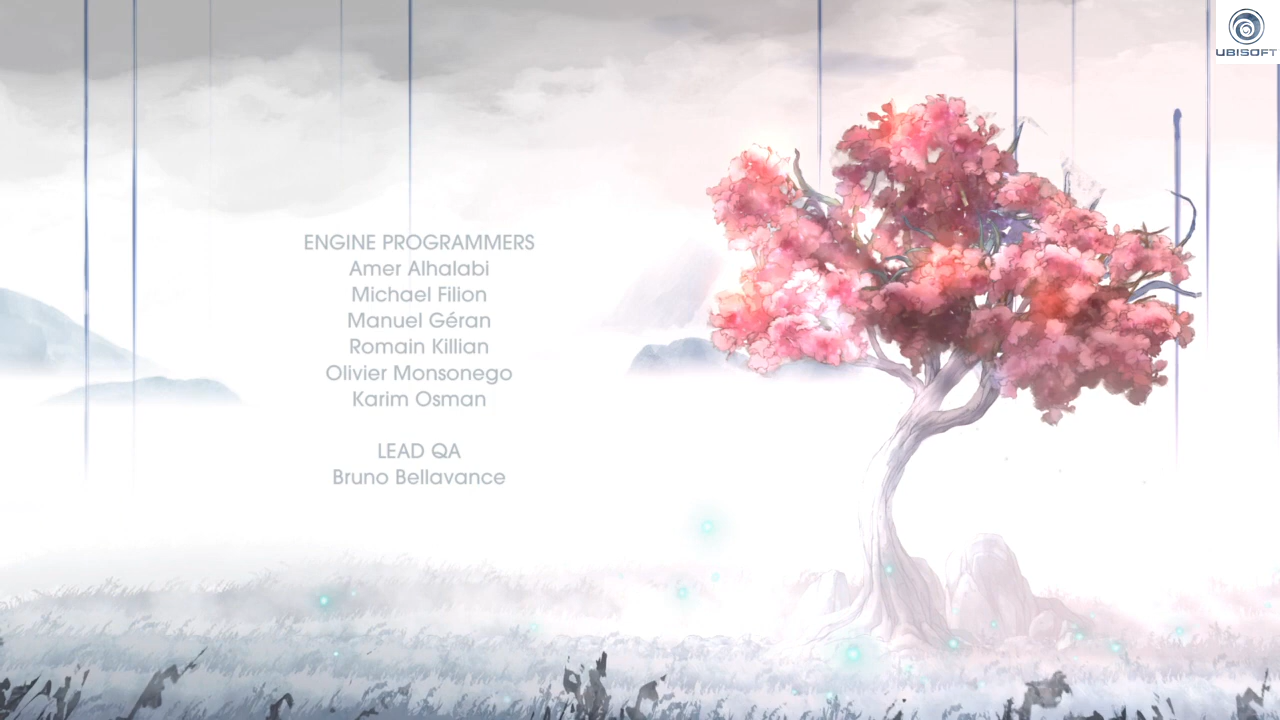 UBISOFT
ENGINE PROGRAMMERS
Amer Alhalabi
Michael Filion
Manuel Géran
Romain Killian
Olivier Monsonego
Karim Osman
LEAD QA
Bruno Bellavance